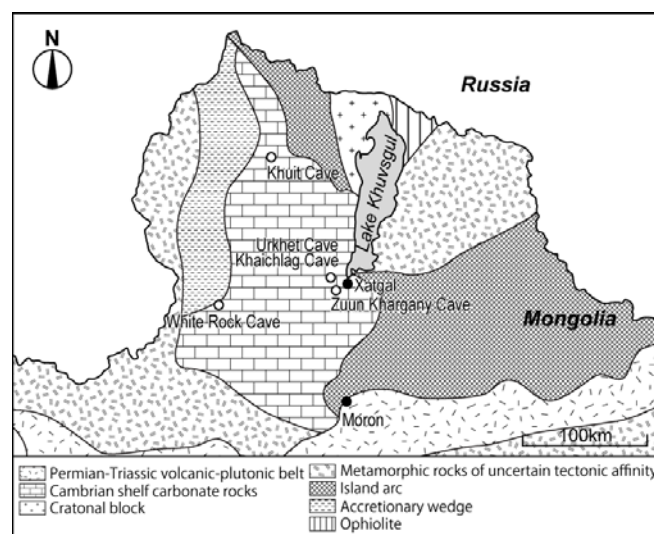 N
Russia
Khuit Cave
Lake Khuvsgul
Urkhet Cave
Khaichlag Cave
Xatgal
Zuun Khargany Cave
White Rock Cave
Mongolia
Moron
100km
Permian-Triassic volcanic-plutonic belt
Cambrian shelf carbonate rocks
Cratonal block
Metamorphic rocks of uncertain tectonic affinity
Island arc
Accretionary wedge
Ophiolite